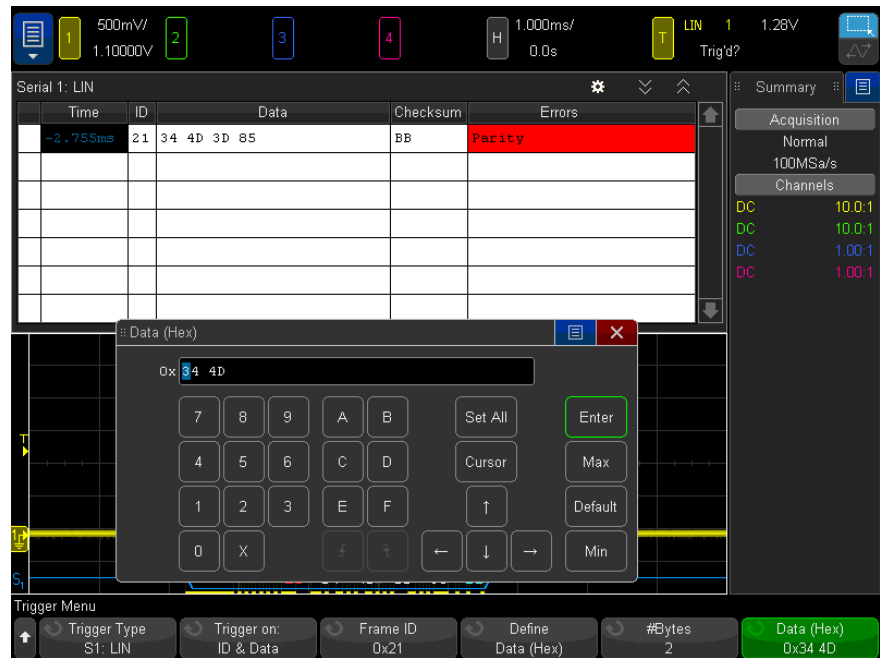 1 500mV/ 2 3 4 H 1.000ms/ T LIN 1 1.28V
1.10000V 0.0s Trig'd?
Serial 1: LIN
Time ID Data Checksum Errors
-2.755ms 21 34 4D 3D 85 BB Parity
Summary
Acquisition
Normal
100MSa/s
Channels
DC 10.0:1
DC 10.0:1
DC 1.00:1
DC 1.00:1
Data (Hex)
0x 34 4D
7 8 9 A B Set All Enter
4 5 6 C D Cursor Max
1 2 3 E F ↑ Default
0 X ← ↓ → Min
T
1
S1
Trigger Menu
Trigger Type Trigger on: Frame ID Define #Bytes Data (Hex)
S1: LIN ID & Data 0x21 Data (Hex) 2 0x34 4D